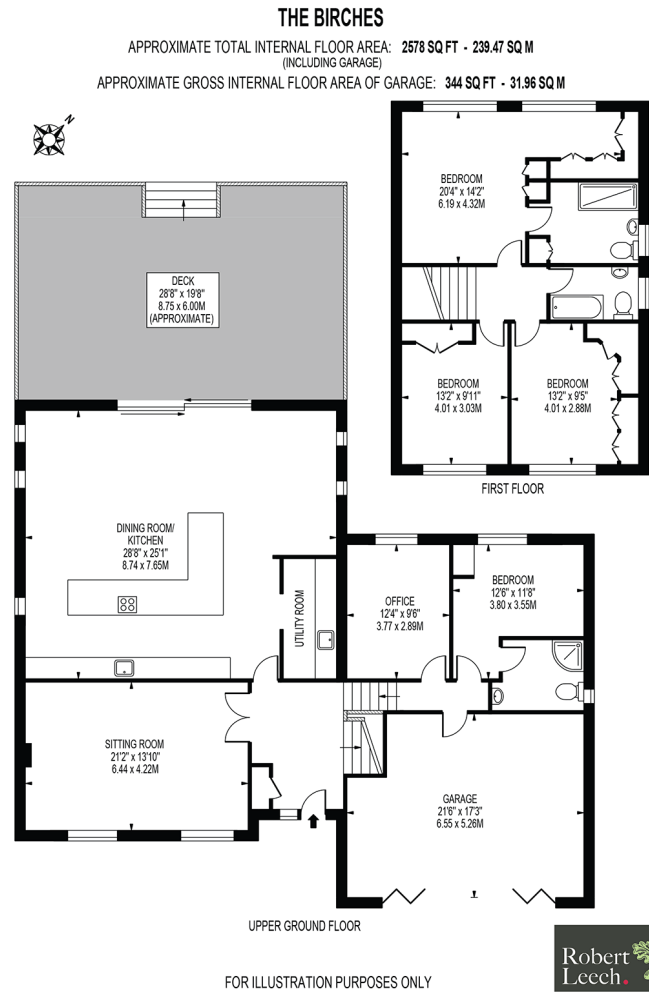 THE BIRCHES
APPROXIMATE TOTAL INTERNAL FLOOR AREA: 2578 SQ FT - 239.47 SQ M
(INCLUDING GARAGE)
APPROXIMATE GROSS INTERNAL FLOOR AREA OF GARAGE: 344 SQ FT - 31.96 SQ M
N
BEDROOM
20'4" x 14'2"
6.19 x 4.32M
DECK
28'8" x 19'8"
8.75 x 6.00M
(APPROXIMATE)
BEDROOM
13'2" x 9'11"
4.01 x 3.03M
BEDROOM
13'2" x 9'5"
4.01 x 2.88M
FIRST FLOOR
DINING ROOM/
KITCHEN
28'8" x 25'1"
8.74 x 7.65M
UTILITY ROOM
OFFICE
12'4" x 9'6"
3.77 x 2.89M
BEDROOM
12'6" x 11'8"
3.80 x 3.55M
SITTING ROOM
21'2" x 13'10"
6.44 x 4.22M
GARAGE
21'6" x 17'3"
6.55 x 5.26M
UPPER GROUND FLOOR
FOR ILLUSTRATION PURPOSES ONLY
Robert
Leech.